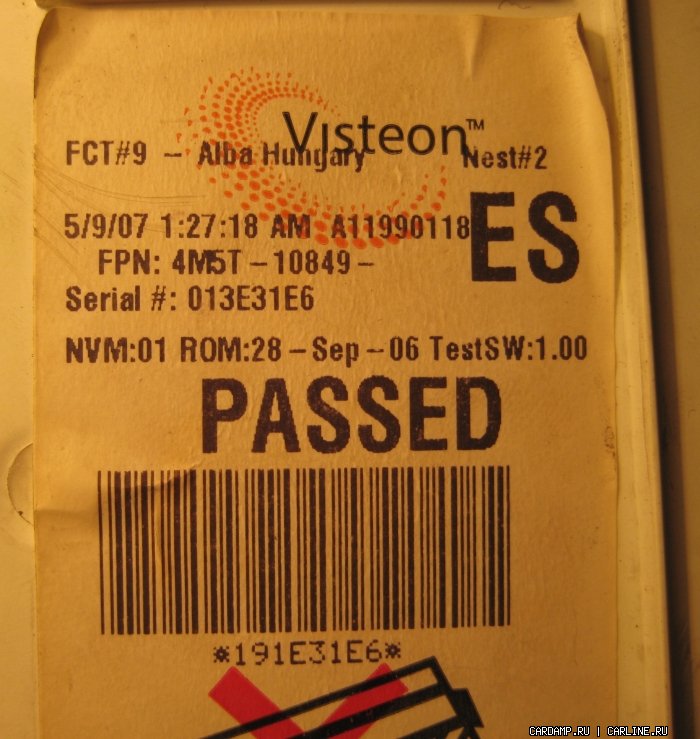 Visteon™
FCT#9 – Alba Hungary Nest#2
5/9/07 1:27:18 AM A11990118 ES
FPN: 4M5T–10849–
Serial #: 013E31E6
NVM:01 ROM:28–Sep–06 TestSW:1.00
PASSED
*191E31E6*
CARDAMP.RU | CARLINE.RU